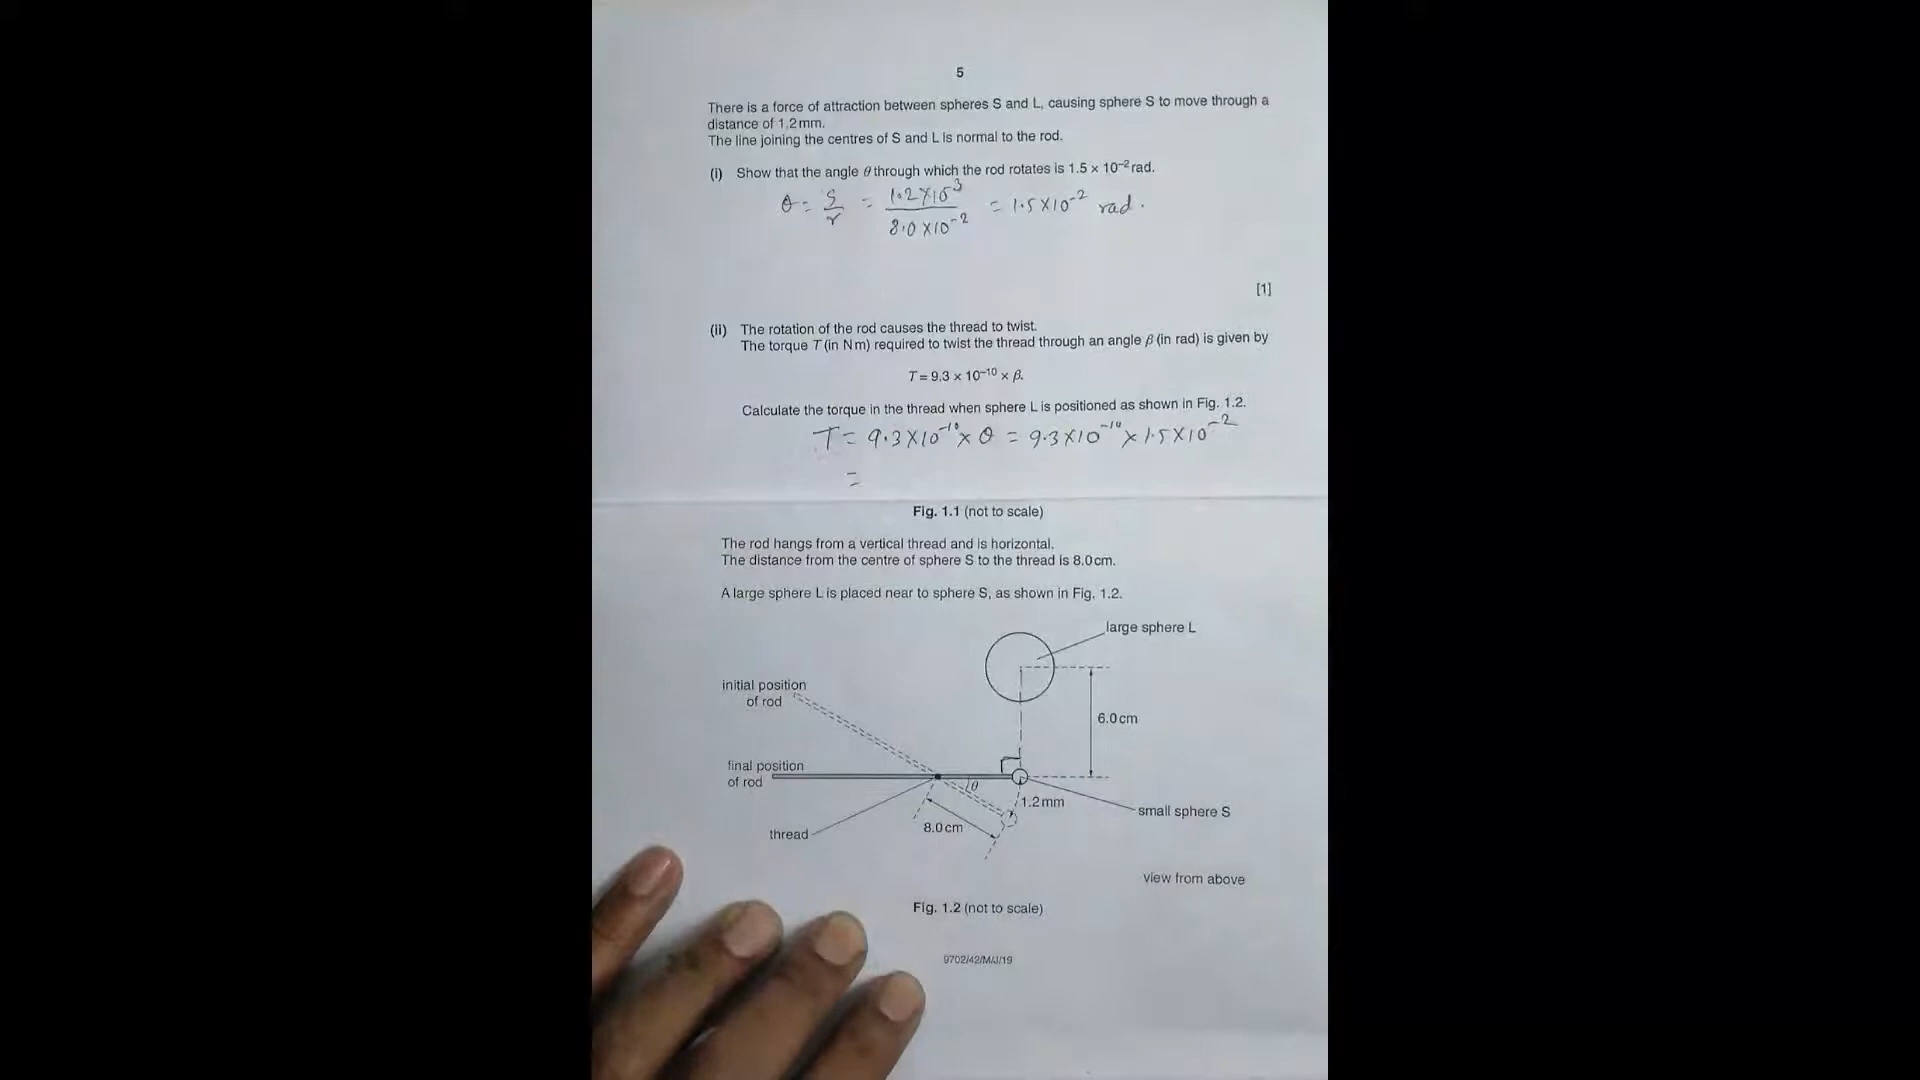 5
There is a force of attraction between spheres S and L, causing sphere S to move through a
distance of 1.2mm.
The line joining the centres of S and L is normal to the rod.
(i) Show that the angle θ through which the rod rotates is 1.5 × 10⁻² rad.
θ = S/r = 1.2×10⁻³/8.0×10⁻² = 1.5×10⁻² rad.
[1]
(ii) The rotation of the rod causes the thread to twist.
The torque T (in Nm) required to twist the thread through an angle β (in rad) is given by
T = 9.3 × 10⁻¹⁰ × β.
Calculate the torque in the thread when sphere L is positioned as shown in Fig. 1.2.
T = 9.3×10⁻¹⁰ × θ = 9.3×10⁻¹⁰ × 1.5×10⁻²
=
Fig. 1.1 (not to scale)
The rod hangs from a vertical thread and is horizontal.
The distance from the centre of sphere S to the thread is 8.0cm.
A large sphere L is placed near to sphere S, as shown in Fig. 1.2.
large sphere L
initial position
of rod
6.0cm
final position
of rod
θ
1.2mm
small sphere S
8.0cm
thread
view from above
Fig. 1.2 (not to scale)
9702/42/M/J/19